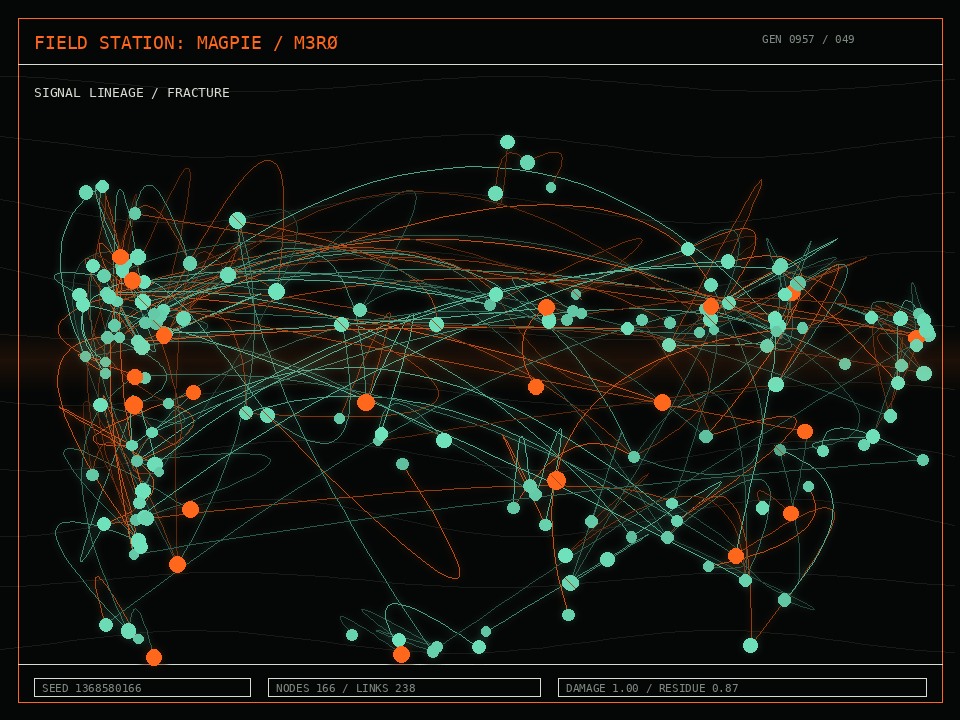 FIELD STATION: MAGPIE / M3RØ
GEN 0957 / 049
SIGNAL LINEAGE / FRACTURE
SEED 1368580166
NODES 166 / LINKS 238
DAMAGE 1.00 / RESIDUE 0.87